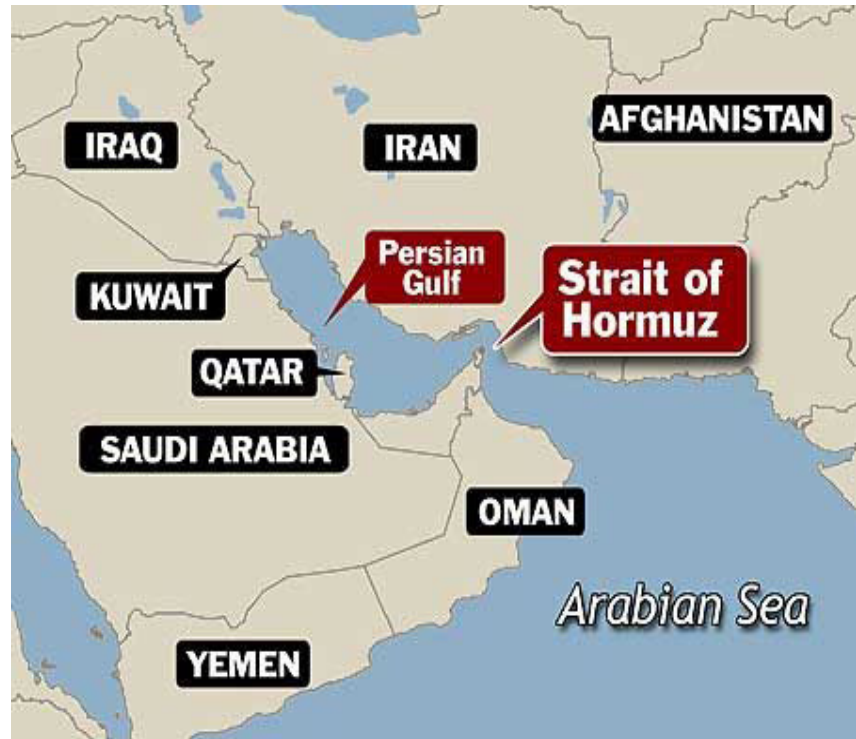 AFGHANISTAN
IRAQ
IRAN
Persian
Gulf
Strait of
Hormuz
KUWAIT
QATAR
SAUDI ARABIA
OMAN
Arabian Sea
YEMEN